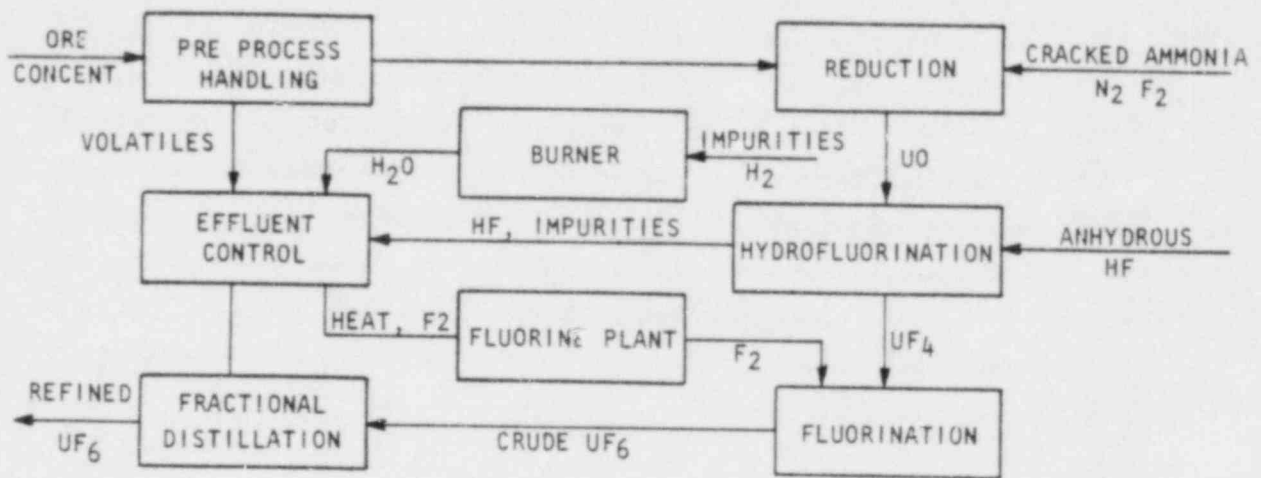 ORE
CONCENT
PRE PROCESS
HANDLING
REDUCTION
CRACKED AMMONIA
N2 F2
VOLATILES
H2O
BURNER
IMPURITIES
H2
UO
EFFLUENT
CONTROL
HF, IMPURITIES
HYDROFLUORINATION
ANHYDROUS
HF
HEAT, F2
FLUORINE PLANT
F2
UF4
REFINED
UF6
FRACTIONAL
DISTILLATION
CRUDE UF6
FLUORINATION